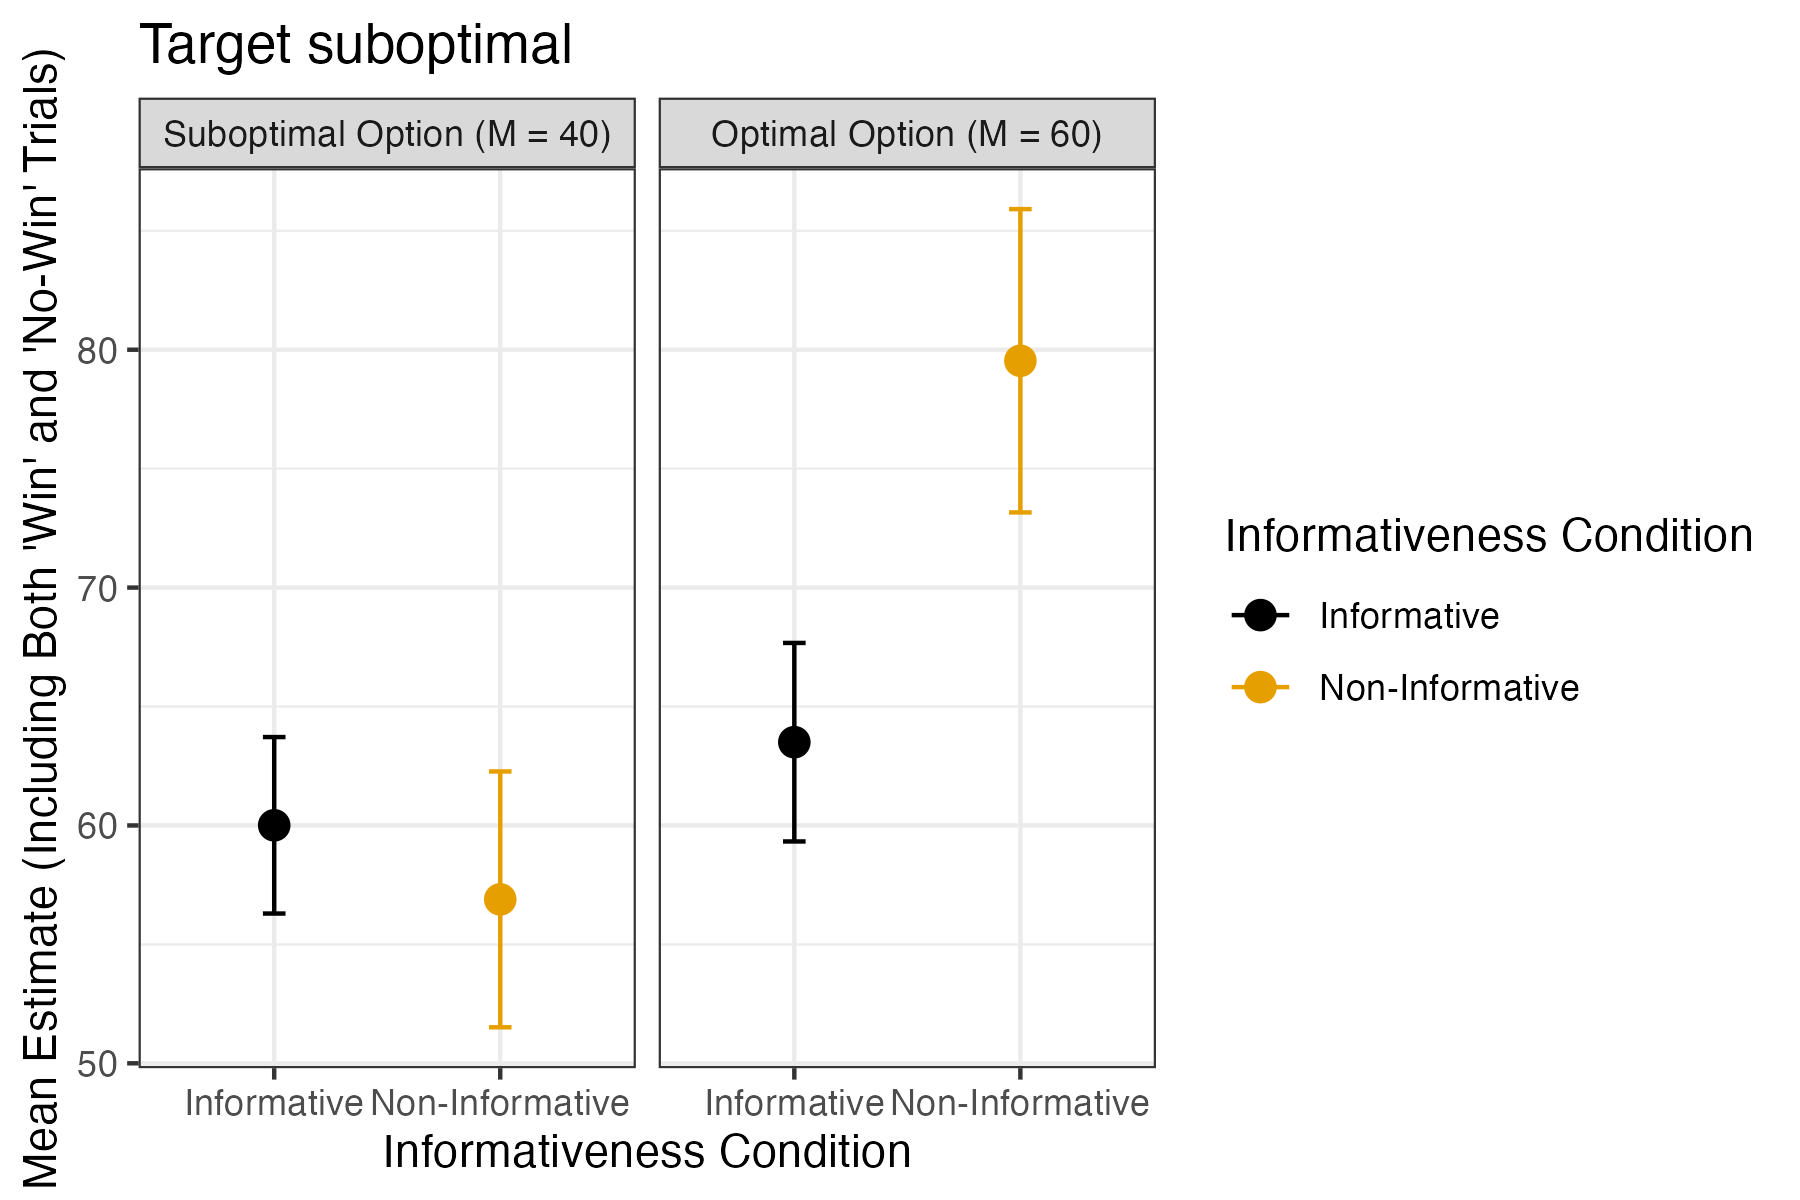 Target suboptimal
Suboptimal Option (M = 40)
Optimal Option (M = 60)
Mean Estimate (Including Both 'Win' and 'No-Win' Trials)
80
70
60
50
Informative
Non-Informative
Informative
Non-Informative
Informativeness Condition
Informativeness Condition
Informative
Non-Informative